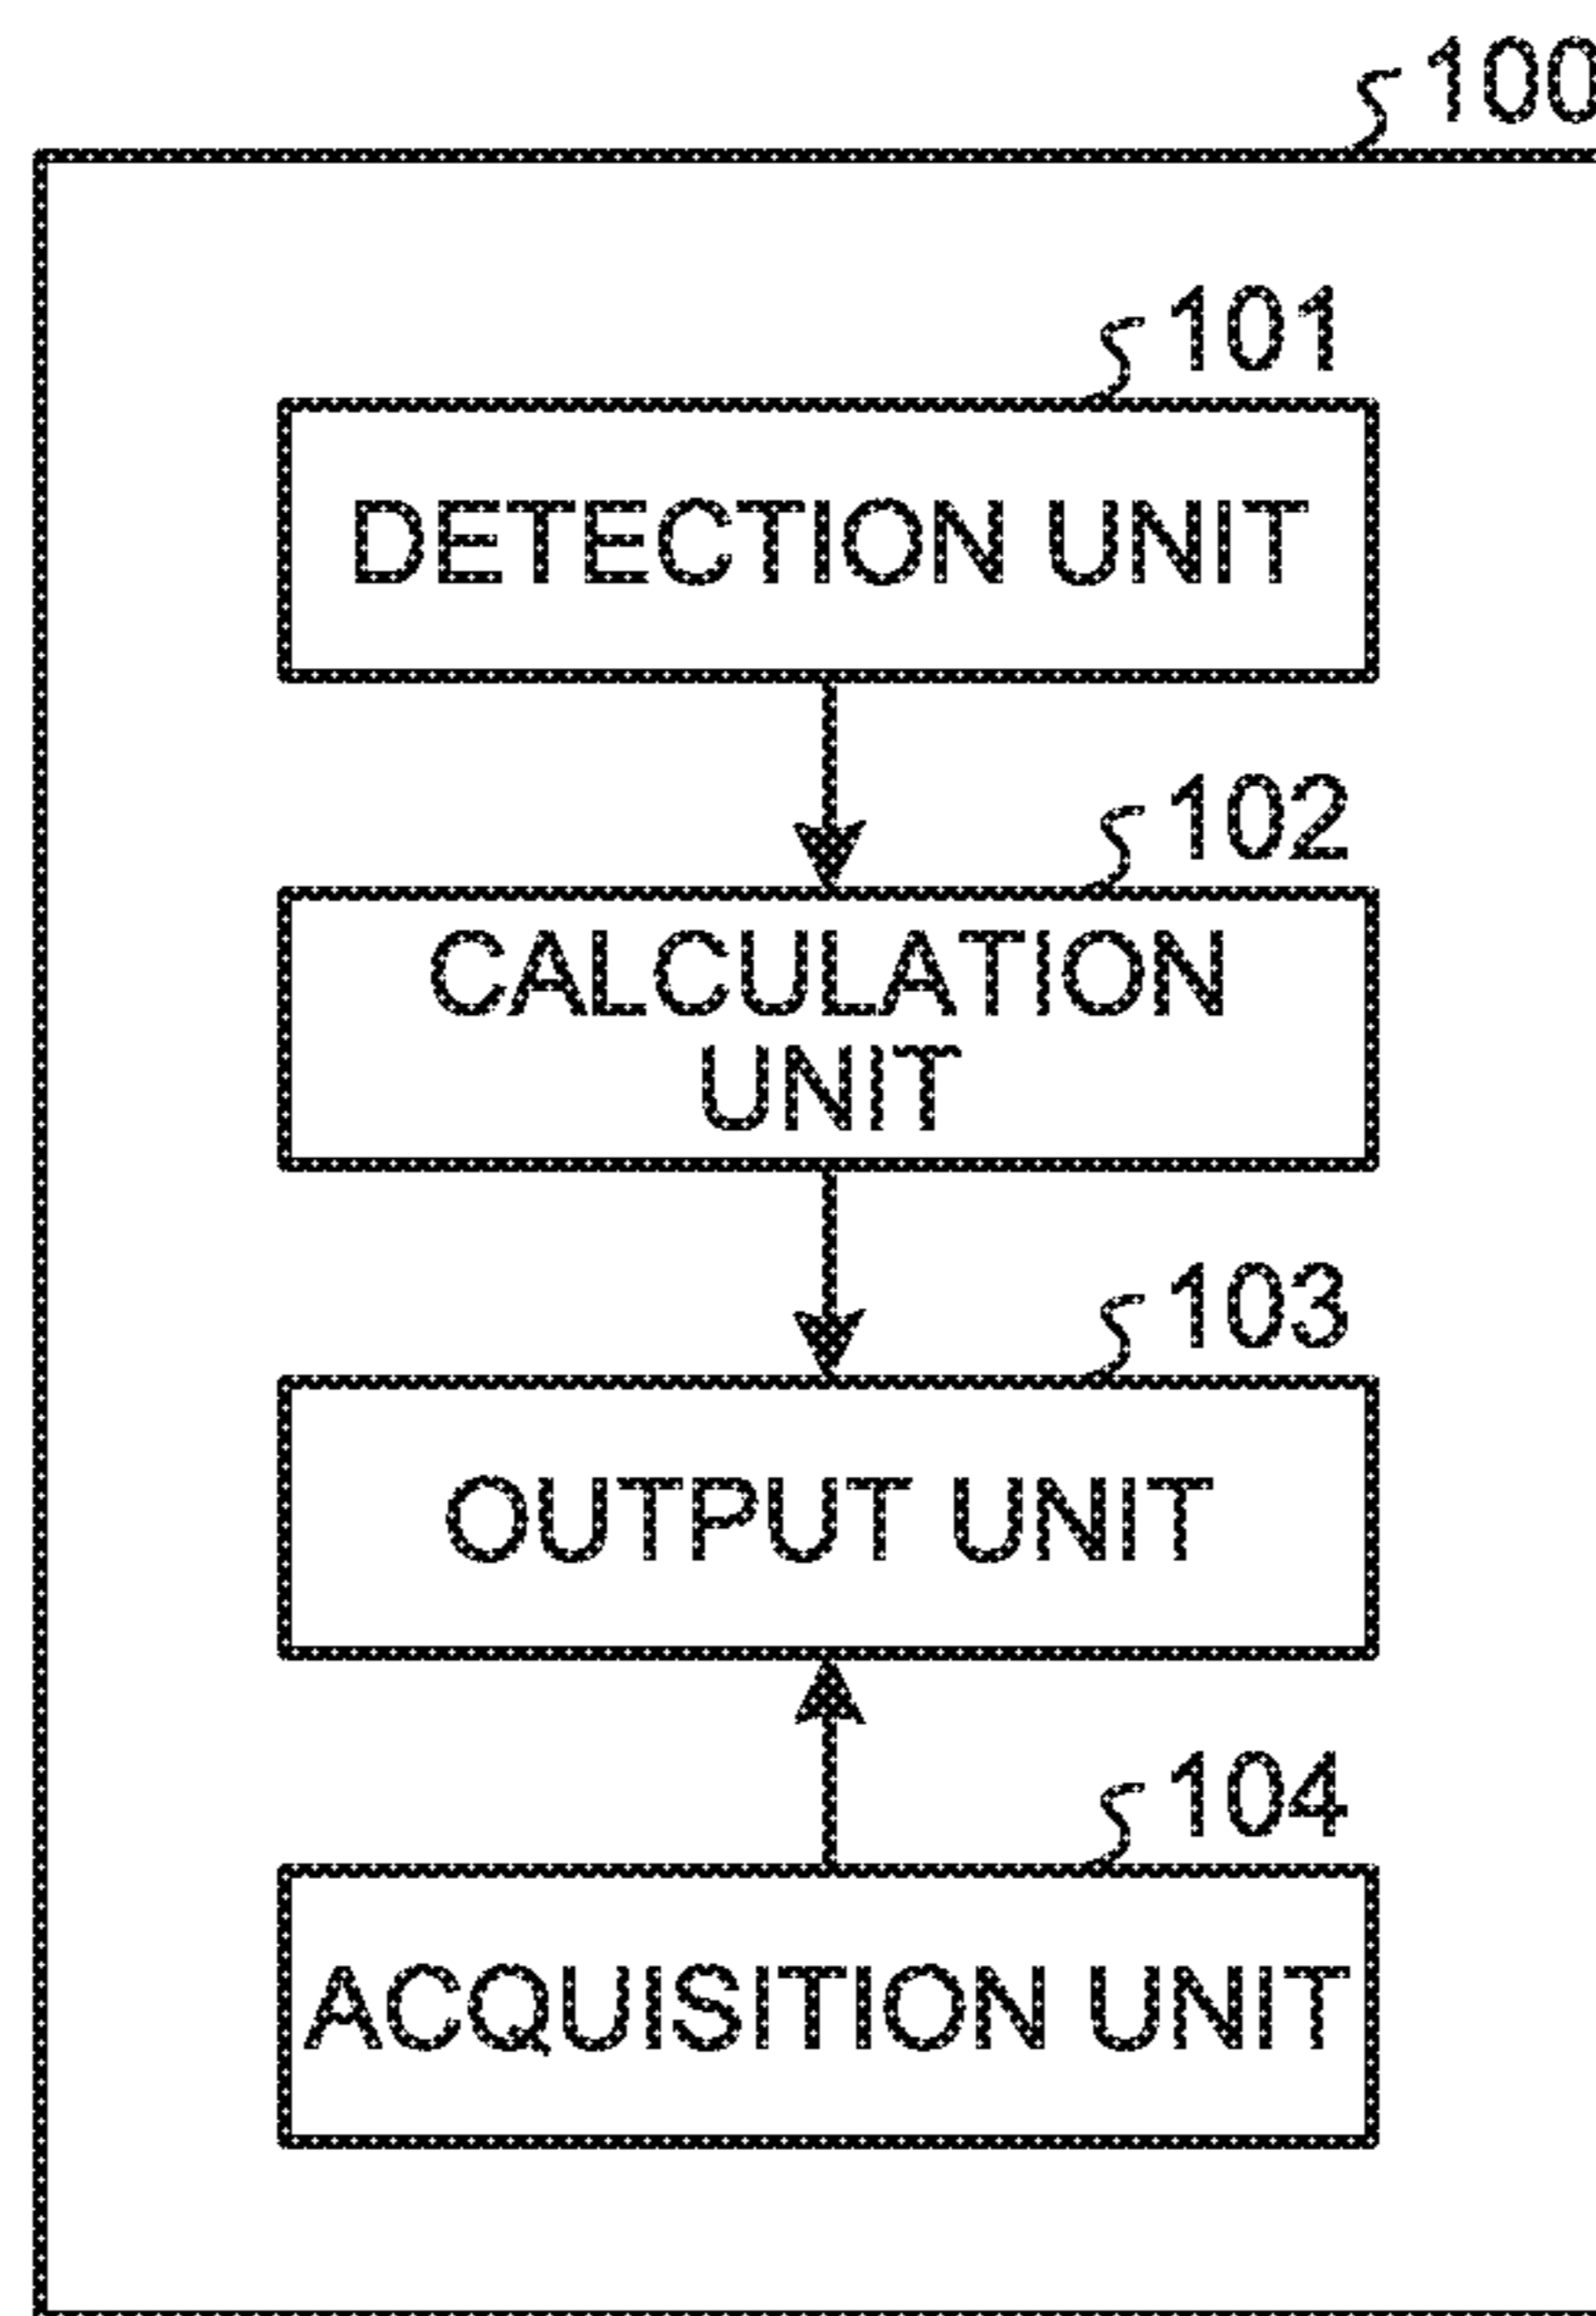 100
101
DETECTION UNIT
102
CALCULATION
UNIT
103
OUTPUT UNIT
104
ACQUISITION UNIT